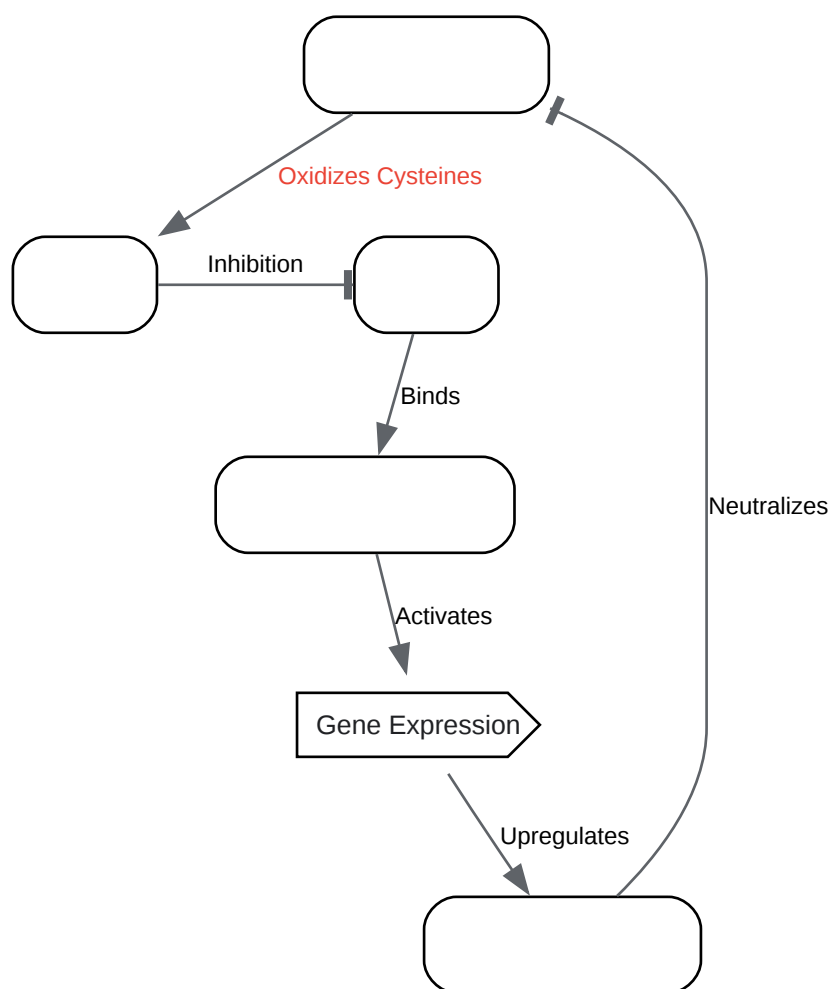 Oxidizes Cysteines
Inhibition
Binds
Neutralizes
Activates
Gene Expression
Upregulates